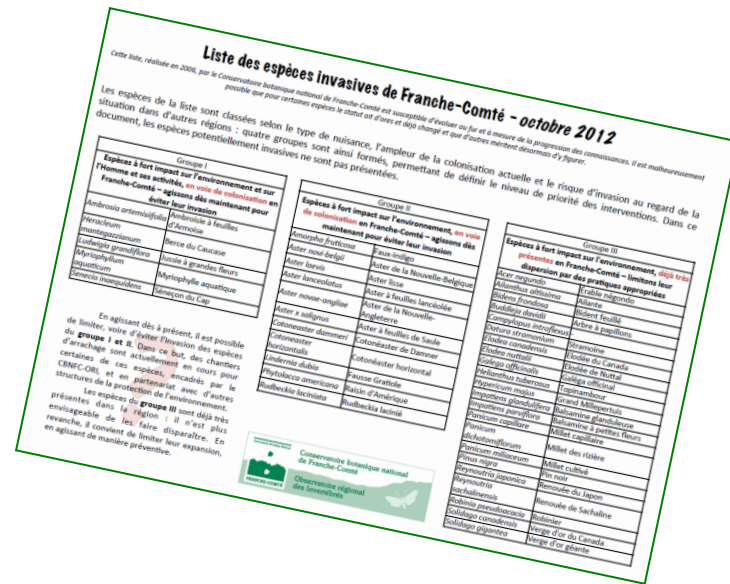 Liste des espèces invasives de Franche-Comté - octobre 2012
Cette liste, réalisée en 2006, par le Conservatoire botanique national de Franche-Comté est susceptible d'évoluer au fur et à mesure de la progression des connaissances. Il est malheureusement
possible que pour certaines espèces le statut ait d'ores et déjà changé et que d'autres méritent désormais d'y figurer.
Les espèces de la liste sont classées selon le type de nuisance, l'ampleur de la colonisation actuelle et le risque d'invasion au regard de la
situation dans d'autres régions : quatre groupes sont ainsi formés, permettant de définir le niveau de priorité des interventions. Dans ce
document, les espèces potentiellement invasives ne sont pas présentées.
Groupe I
Espèces à fort impact sur l'environnement et sur
l'Homme et ses activités, en voie de colonisation en
Franche-Comté – agissons dès maintenant pour
éviter leur invasion
Ambrosia artemisiifolia Ambroisie à feuilles
d'Armoise
Heracleum
mantegazzianum Berce du Caucase
Ludwigia grandiflora Jussie à grandes fleurs
Myriophyllum
aquaticum Myriophylle aquatique
Senecio inaequidens Séneçon du Cap
En agissant dès à présent, il est possible
de limiter, voire d'éviter l'invasion des espèces
du groupe I et II. Dans ce but, des chantiers
d'arrachage sont actuellement en cours pour
certaines de ces espèces, encadrés par le
CBNFC-ORI, et en partenariat avec d'autres
structures de la protection de l'environnement.
Les espèces du groupe III sont déjà très
présentes dans la région : il n'est plus
envisageable de les faire disparaître. En
revanche, il convient de limiter leur expansion,
en agissant de manière préventive.
Groupe II
Espèces à fort impact sur l'environnement, en voie
de colonisation en Franche-Comté – agissons dès
maintenant pour éviter leur invasion
Amorpha fruticosa Faux-indigo
Aster novi-belgii Aster de la Nouvelle-Belgique
Aster laevis Aster lisse
Aster lanceolatus Aster à feuilles lancéolée
Aster novae-angliae Aster de la Nouvelle-
Angleterre
Aster x salignus Aster à feuilles de Saule
Cotoneaster dammeri Cotonéaster de Dammer
Cotoneaster
horizontalis Cotonéaster horizontal
Lindernia dubia Fausse Gratiole
Phytolacca americana Raisin d'Amérique
Rudbeckia laciniata Rudbeckia lacinié
Conservatoire botanique national
de Franche-Comté
Observatoire régional
des Invertébrés
FRANCHE-COMTÉ
Groupe III
Espèces à fort impact sur l'environnement, déjà très
présentes en Franche-Comté – limitons leur
dispersion par des pratiques appropriées
Acer negundo Erable négondo
Ailanthus altissima Ailante
Bidens frondosa Bident feuillé
Buddleja davidii Arbre à papillons
Campylopus introflexus -
Datura stramonium Stramoine
Elodea canadensis Elodée du Canada
Elodea nuttalii Elodée de Nuttal
Galega officinalis Galéga officinal
Helianthus tuberosus Topinambour
Hypericum majus Grand Millepertuis
Impatiens glandulifera Balsamine glanduleuse
Impatiens parviflora Balsamine à petites fleurs
Panicum capillare Millet capillaire
Panicum
dichotomiflorum Millet des rizière
Panicum miliaceum Millet cultivé
Pinus nigra Pin noir
Reynoutria japonica Renouée du Japon
Reynoutria
sachalinensis Renouée de Sachaline
Robinia pseudoacacia Robinier
Solidago canadensis Verge d'or du Canada
Solidago gigantea Verge d'or géante